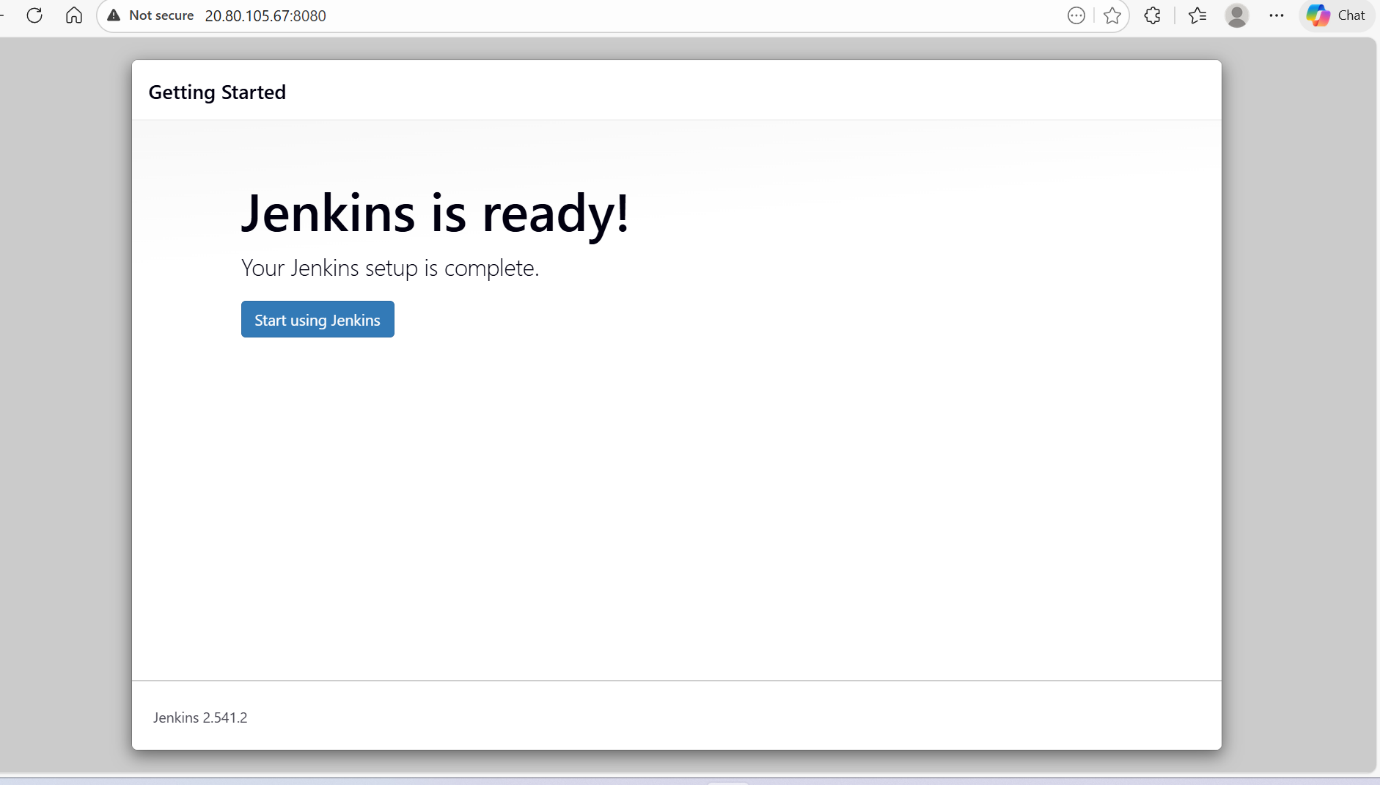 Not secure 20.80.105.67:8080
Chat
Getting Started
Jenkins is ready!
Your Jenkins setup is complete.
Start using Jenkins
Jenkins 2.541.2